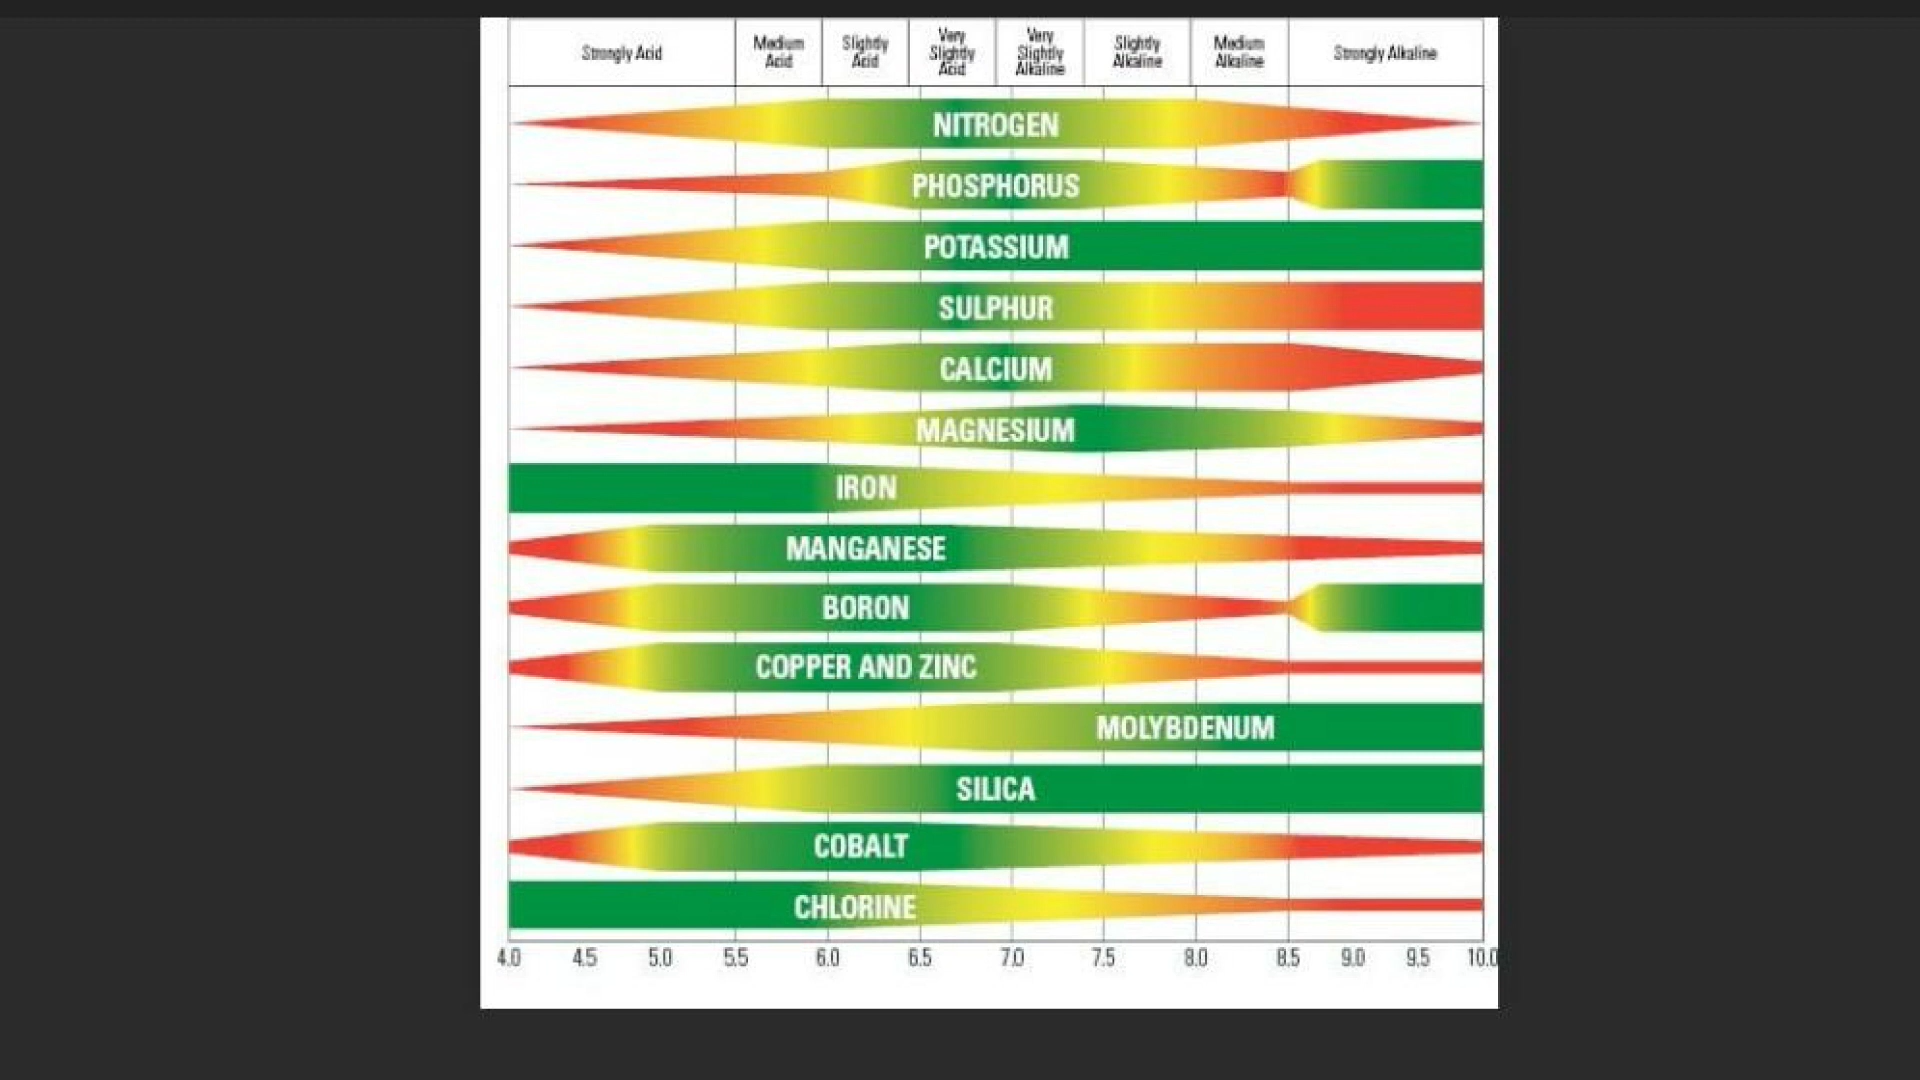 Strongly Acid
Medium
Acid
Slightly
Acid
Very
Slightly
Acid
Very
Slightly
Alkaline
Slightly
Alkaline
Medium
Alkaline
Strongly Alkaline
NITROGEN
PHOSPHORUS
POTASSIUM
SULPHUR
CALCIUM
MAGNESIUM
IRON
MANGANESE
BORON
COPPER AND ZINC
MOLYBDENUM
SILICA
COBALT
CHLORINE
4.0 4.5 5.0 5.5 6.0 6.5 7.0 7.5 8.0 8.5 9.0 9.5 10.0